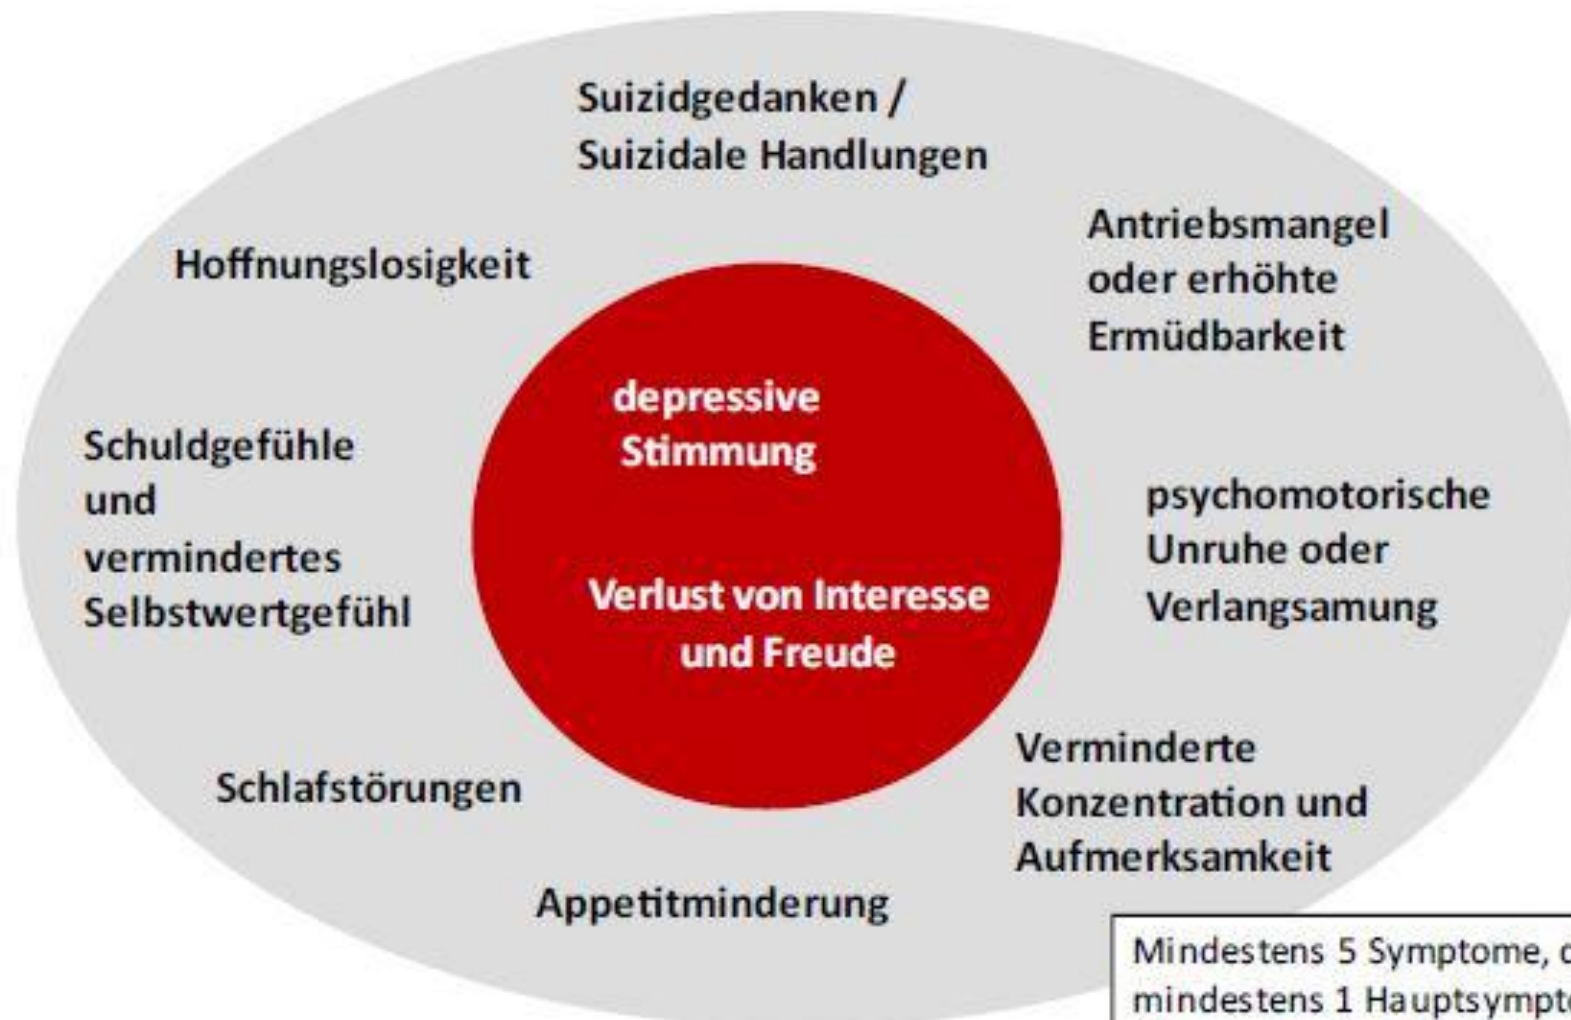 Suizidgedanken /
Suizidale Handlungen
Antriebsmangel
oder erhöhte
Ermüdbarkeit
Hoffnungslosigkeit
depressive
Stimmung
Schuldgefühle
und
vermindertes
Selbstwertgefühl
psychomotorische
Unruhe oder
Verlangsamung
Verlust von Interesse
und Freude
Verminderte
Konzentration und
Aufmerksamkeit
Schlafstörungen
Appetitminderung
Mindestens 5 Symptome,
mindestens 1